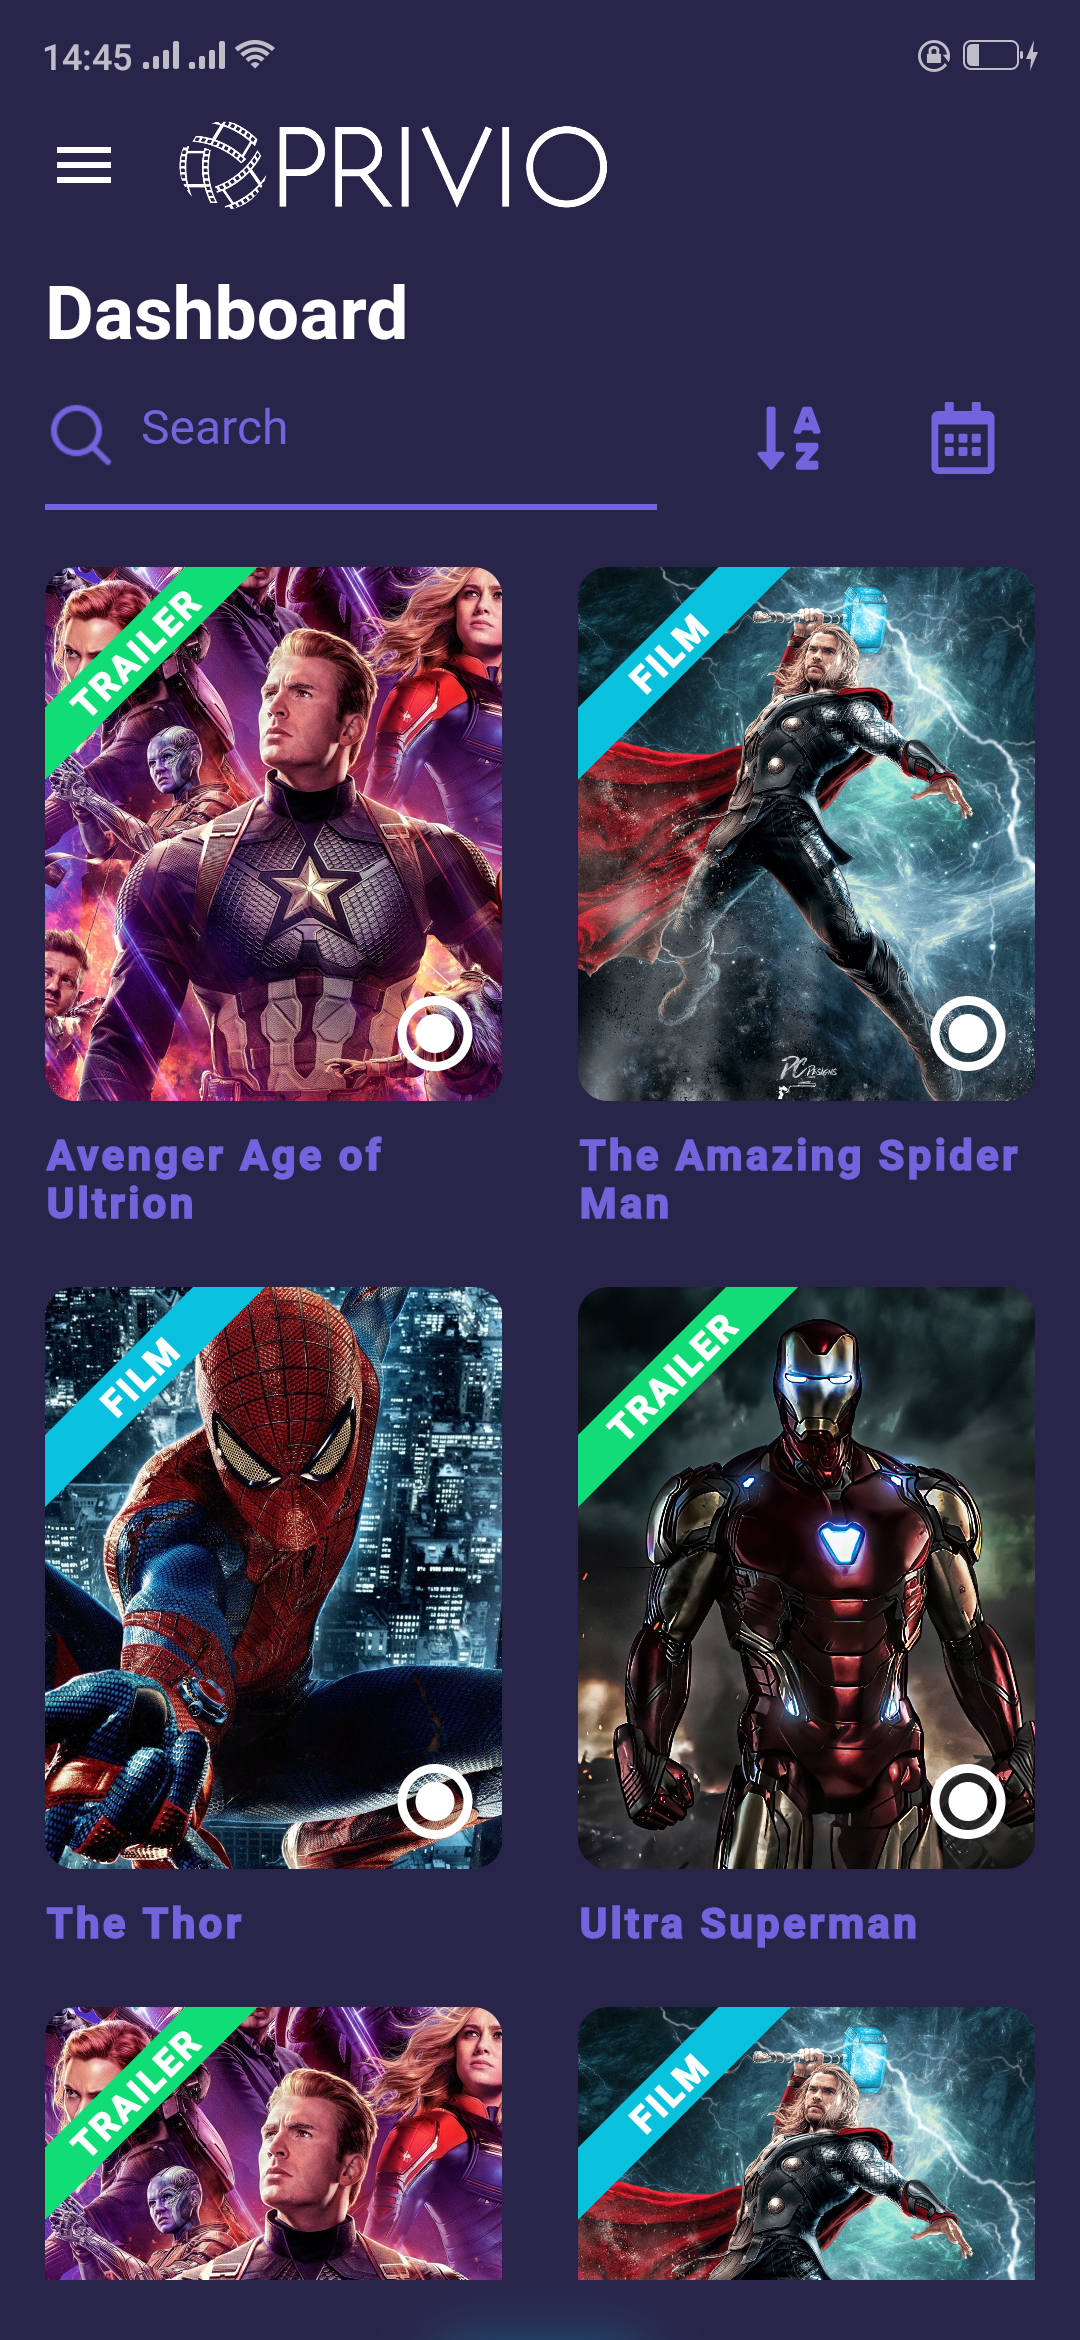 14:45
PRIVIO
Dashboard
Search
A
Z
TRAILER
FILM
DC DESIGNS
Avenger Age of
Ultrion
The Amazing Spider
Man
FILM
TRAILER
The Thor
Ultra Superman
TRAILER
FILM